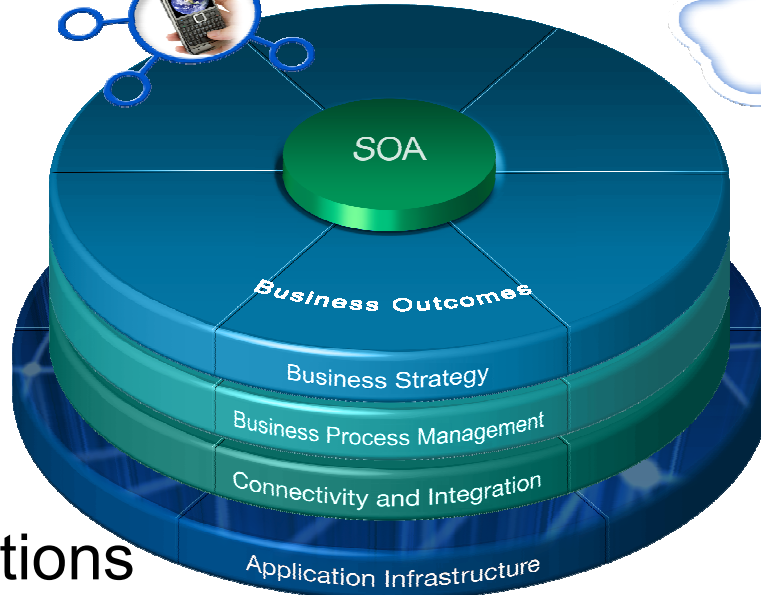 SOA
Business Outcomes
Business Strategy
Business Process Management
Connectivity and Integration
tions
Application Infrastructure